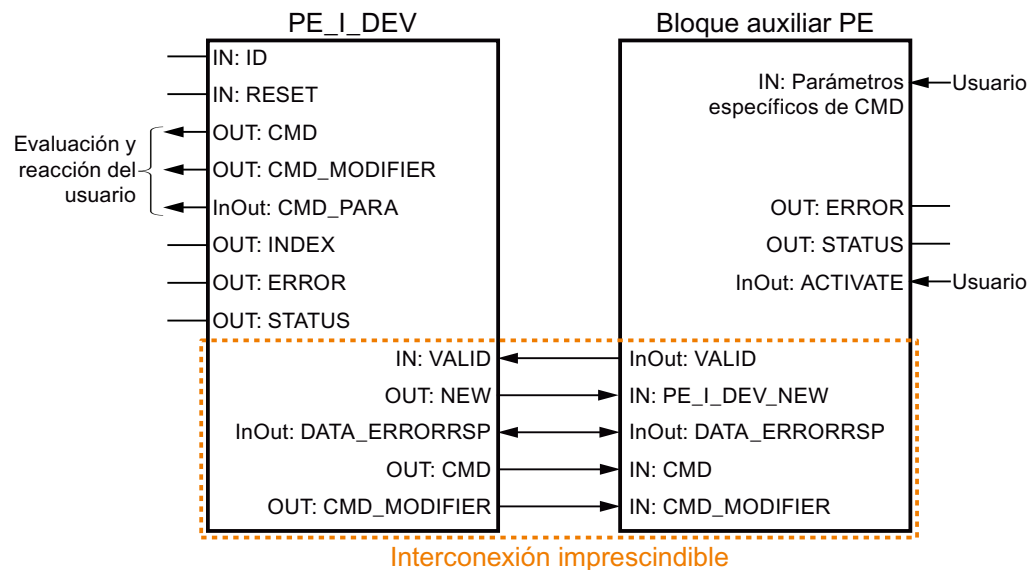 PE_I_DEV
IN: ID
IN: RESET
OUT: CMD
OUT: CMD_MODIFIER
InOut: CMD_PARA
OUT: INDEX
OUT: ERROR
OUT: STATUS
Evaluación y
reacción del
usuario
IN: VALID
OUT: NEW
InOut: DATA_ERRORRSP
OUT: CMD
OUT: CMD_MODIFIER
Bloque auxiliar PE
IN: Parámetros
específicos de CMD
Usuario
OUT: ERROR
OUT: STATUS
InOut: ACTIVATE
Usuario
InOut: VALID
IN: PE_I_DEV_NEW
InOut: DATA_ERRORRSP
IN: CMD
IN: CMD_MODIFIER
Interconexión imprescindible